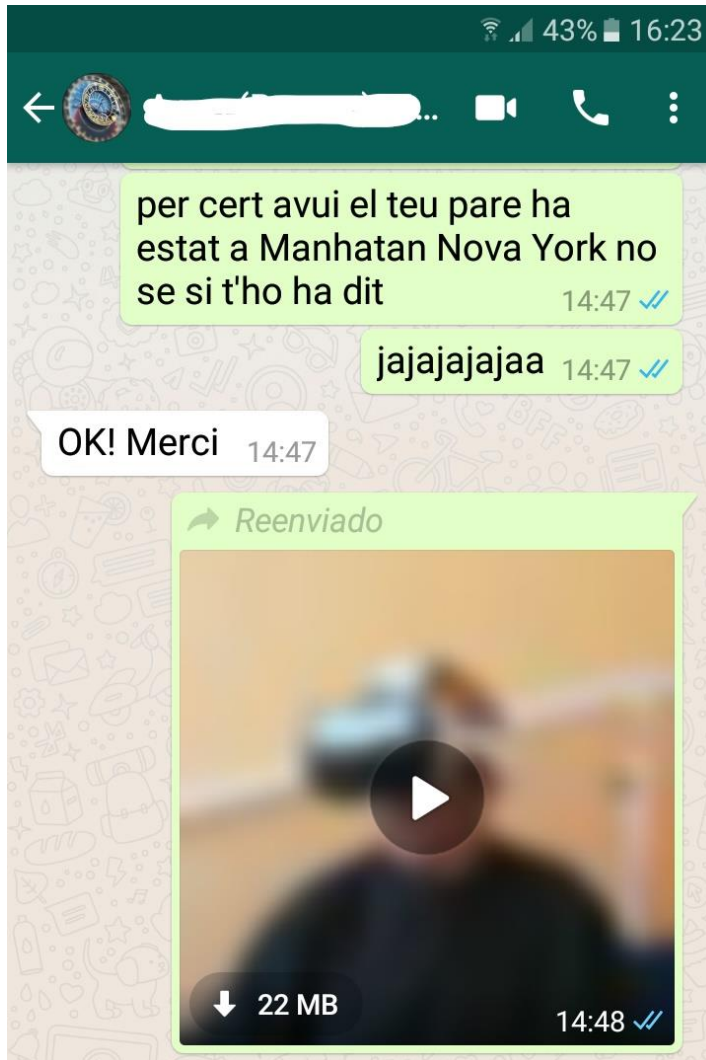 43% 16:23
...
per cert avui el teu pare ha
estat a Manhatan Nova York no
se si t'ho ha dit
14:47
jajajajajaa 14:47
OK! Merci 14:47
Reenviado
22 MB
14:48